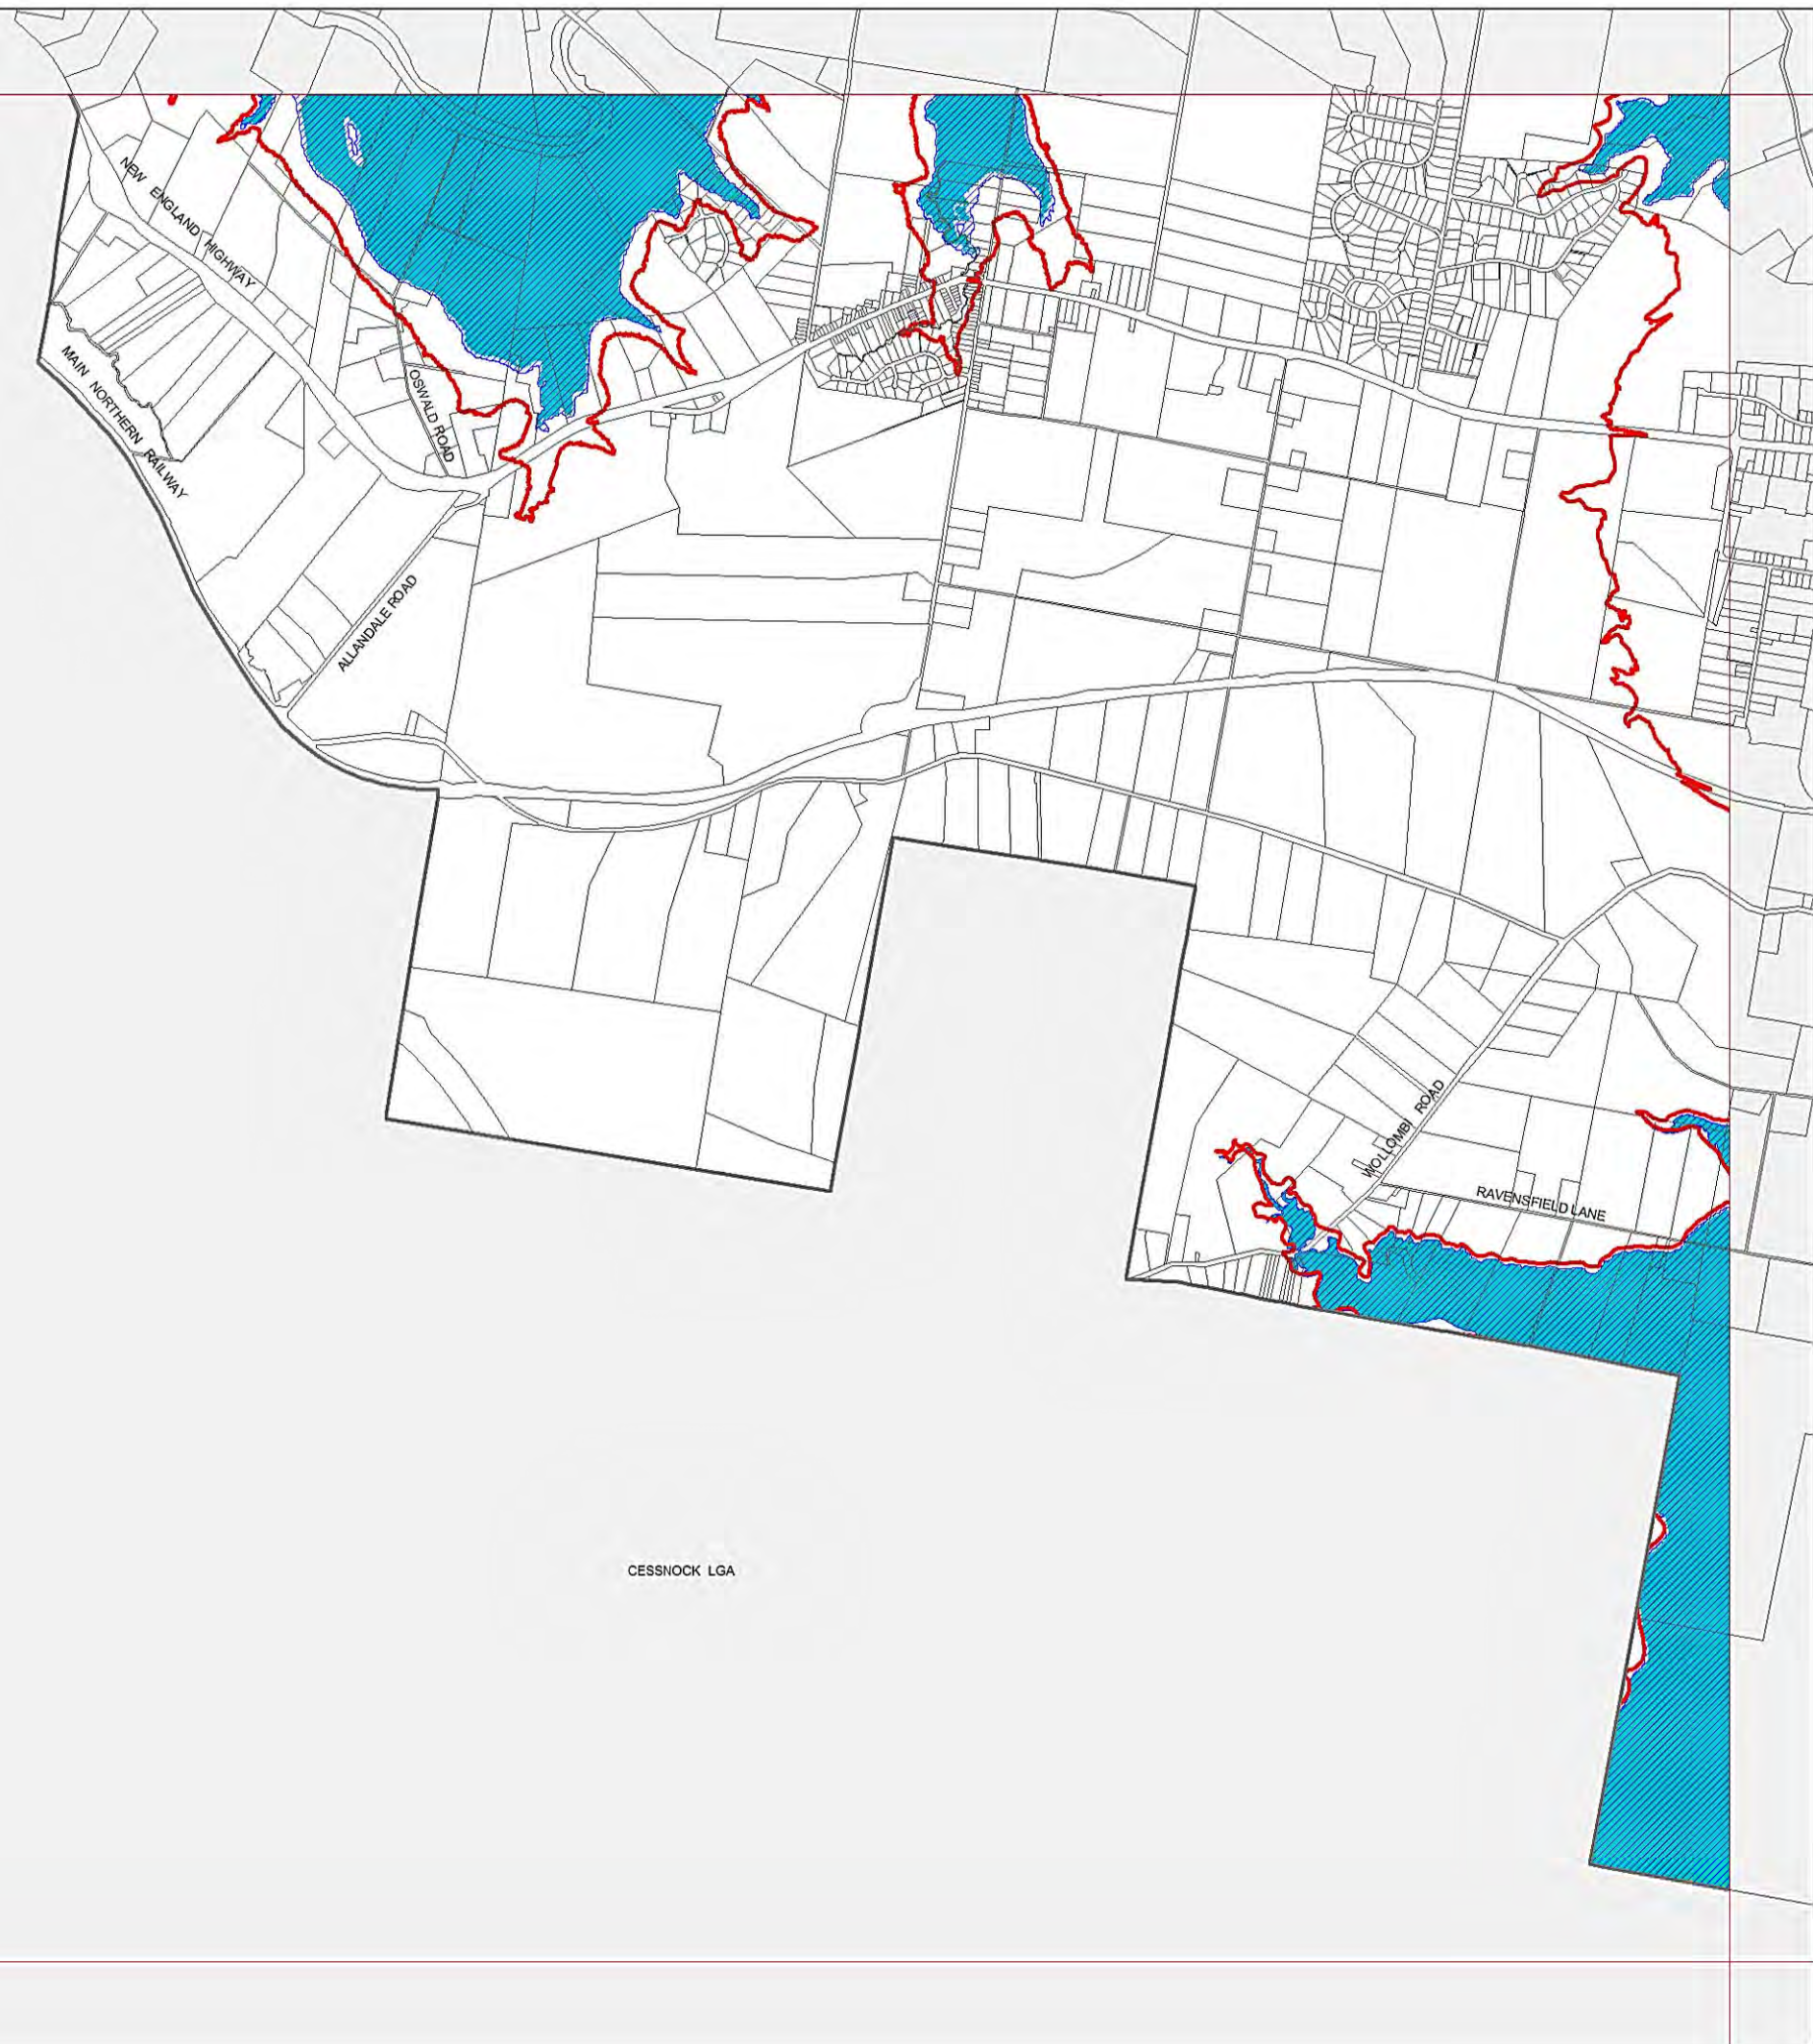 NEW ENGLAND HIGHWAY
MAIN NORTHERN RAILWAY
OSWALD ROAD
ALLANDALE ROAD
WOLLOMBI ROAD
RAVENSFIELD LANE
CESSNOCK LGA